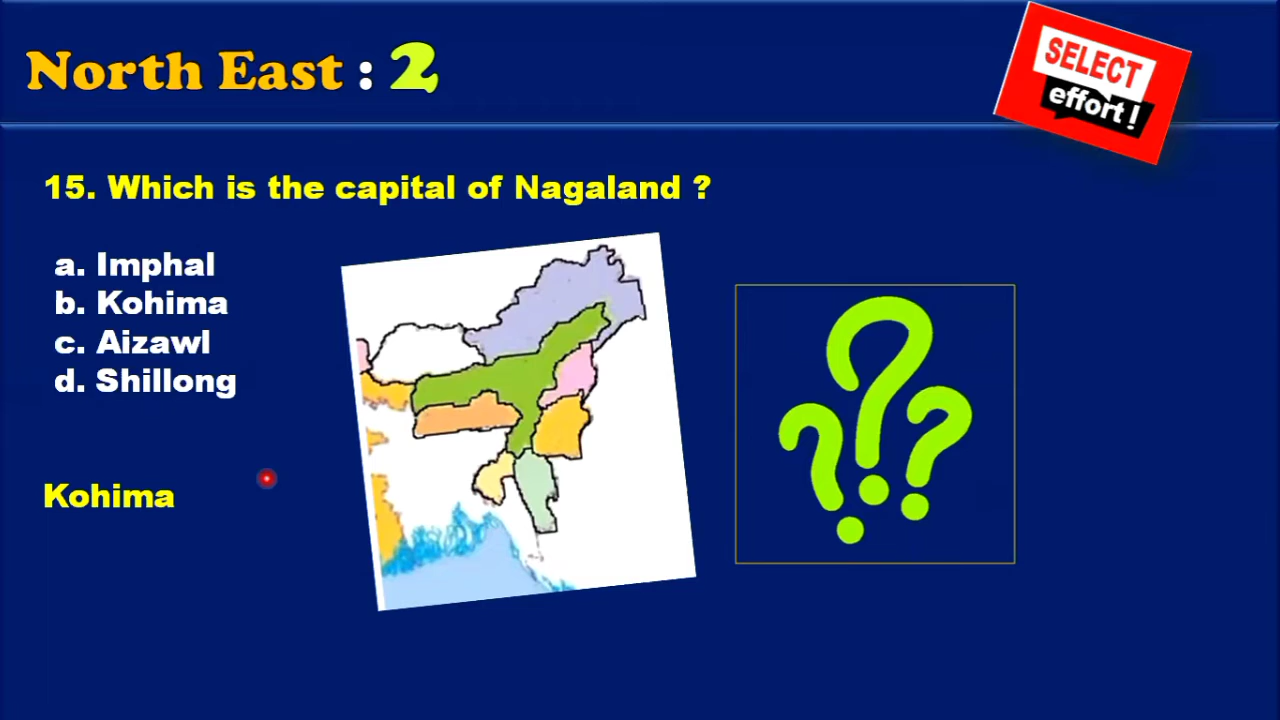 North East : 2
SELECT
effort !
15. Which is the capital of Nagaland ?
a. Imphal
b. Kohima
c. Aizawl
d. Shillong
Kohima